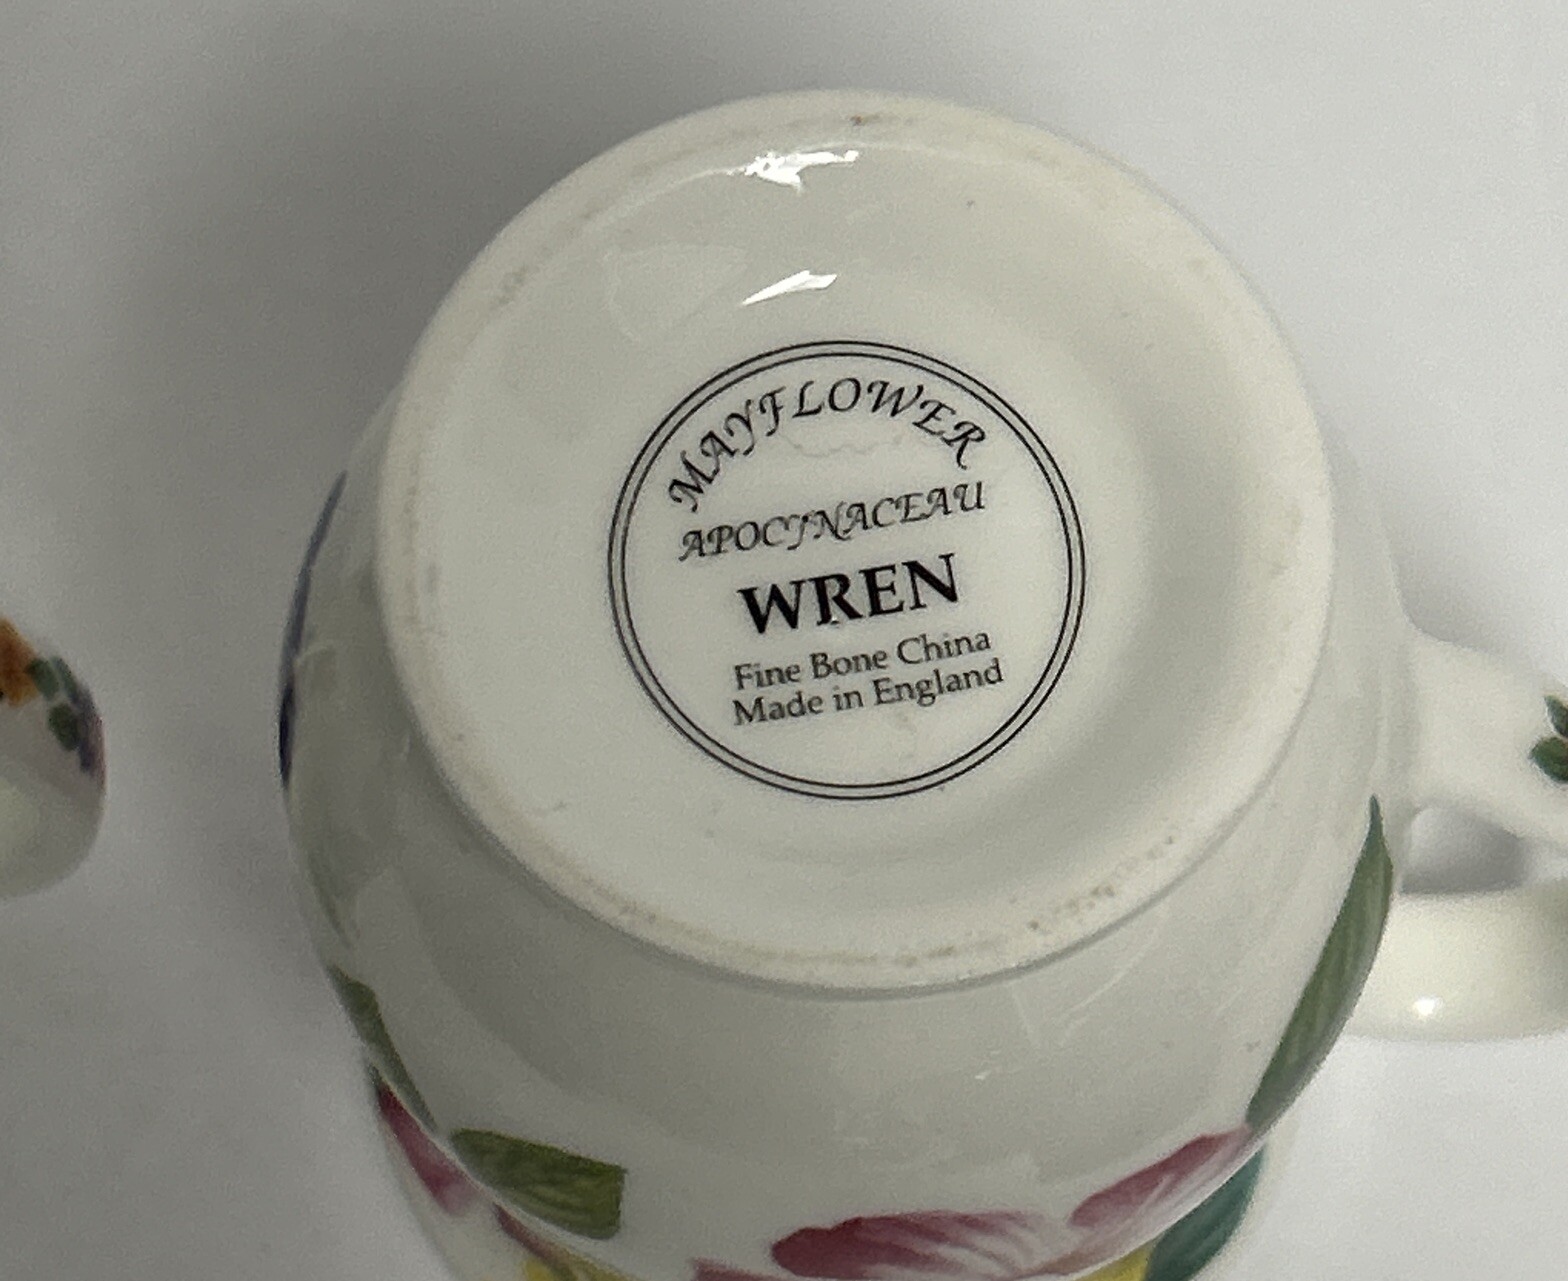 MAYFLOWER
APOCYNACEAU
WREN
Fine Bone China
Made in England